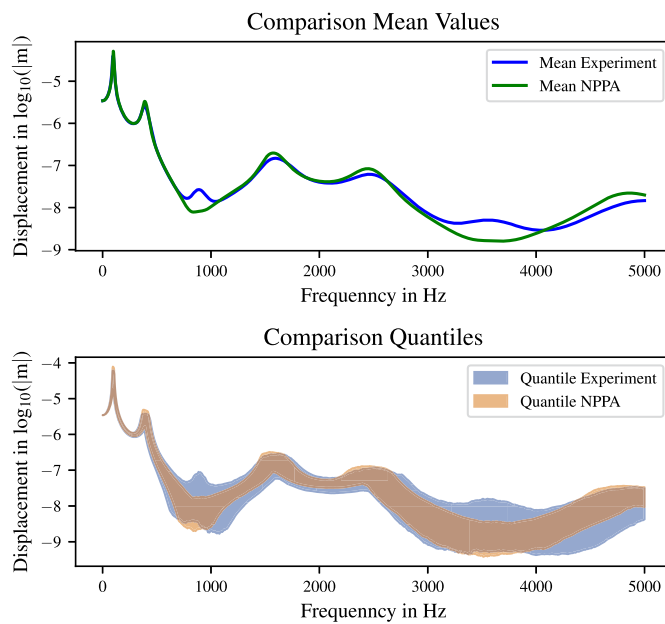 Comparison Mean Values
Displacement in log₁₀(|m|)
−5
−6
−7
−8
−9
Mean Experiment
Mean NPPA
0
1000
2000
3000
4000
5000
Frequenncy in Hz
Comparison Quantiles
Displacement in log₁₀(|m|)
−4
−5
−6
−7
−8
−9
Quantile Experiment
Quantile NPPA
0
1000
2000
3000
4000
5000
Frequenncy in Hz